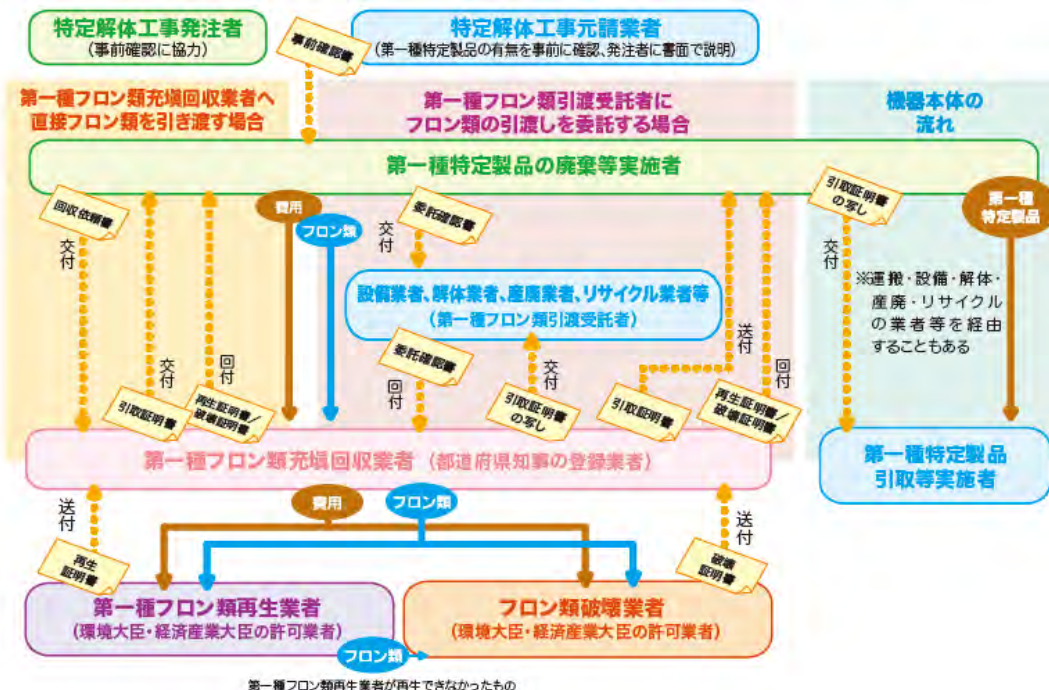 特定解体工事発注者
(事前確認に協力)
特定解体工事元請業者
(第一種特定製品の有無を事前に確認、発注者に書面で説明)
事前確認書
第一種フロン類充塡回収業者へ
直接フロン類を引き渡す場合
第一種フロン類引渡受託者に
フロン類の引渡しを委託する場合
機器本体の
流れ
第一種特定製品の廃棄等実施者
回収依頼書
交付
引取証明書
交付
再生証明書/
破壊証明書
回付
費用
フロン類
委託確認書
交付
設備業者、解体業者、産廃業者、リサイクル業者等
(第一種フロン類引渡受託者)
委託確認書
回付
引取証明書
の写し
交付
引取証明書
送付
再生証明書/
破壊証明書
回付
引取証明書
の写し
交付
第一種
特定製品
※運搬・設備・解体・
産廃・リサイクル
の業者等を経由
することもある
第一種フロン類充塡回収業者(都道府県知事の登録業者)
第一種特定製品
引取等実施者
費用
フロン類
送付
再生
証明書
送付
破壊
証明書
第一種フロン類再生業者
(環境大臣・経済産業大臣の許可業者)
フロン類破壊業者
(環境大臣・経済産業大臣の許可業者)
フロン類
第一種フロン類再生業者が再生できなかったもの